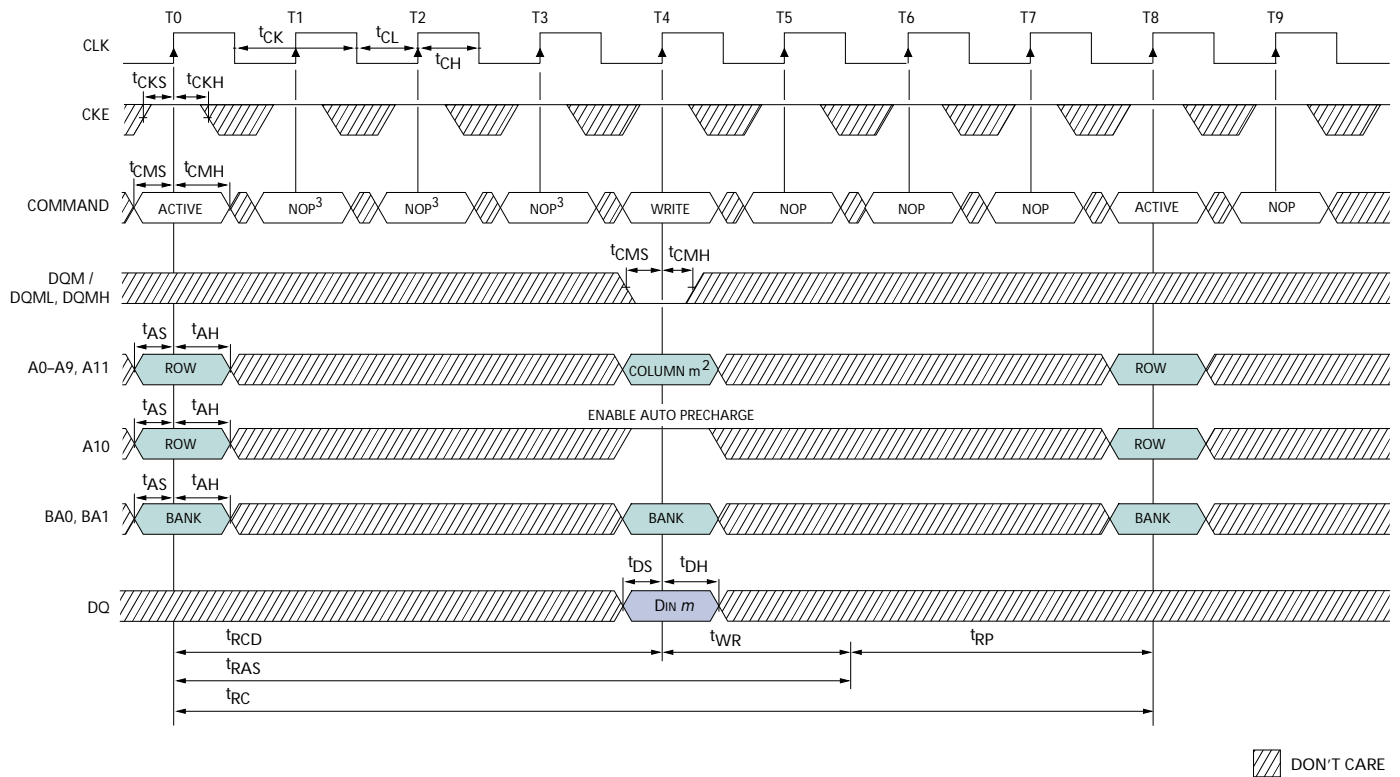 T0 T1 T2 T3 T4 T5 T6 T7 T8 T9
CLK tCK tCL tCH
tCKS tCKH
CKE
tCMS tCMH
COMMAND ACTIVE NOP3 NOP3 NOP3 WRITE NOP NOP NOP ACTIVE NOP
tCMS tCMH
DQM /
DQML, DQMH
tAS tAH
A0–A9, A11 ROW COLUMN m2 ROW
ENABLE AUTO PRECHARGE
tAS tAH
A10 ROW ROW
tAS tAH
BA0, BA1 BANK BANK BANK
tDS tDH
DQ DIN m
tRCD tWR tRP
tRAS
tRC
DON'T CARE